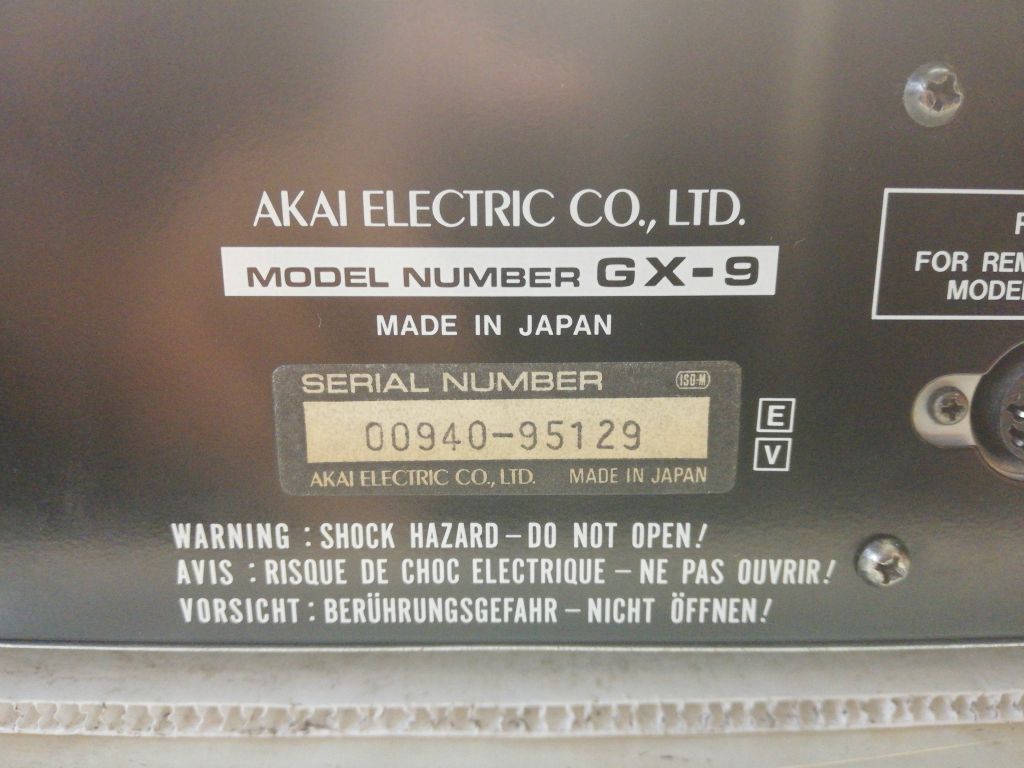 AKAI ELECTRIC CO., LTD.
MODEL NUMBER GX-9
MADE IN JAPAN
SERIAL NUMBER ISO-M
00940-95129
AKAI ELECTRIC CO., LTD. MADE IN JAPAN
E
V
WARNING : SHOCK HAZARD – DO NOT OPEN!
AVIS : RISQUE DE CHOC ELECTRIQUE – NE PAS OUVRIR!
VORSICHT : BERÜHRUNGSGEFAHR – NICHT ÖFFNEN!
FOR